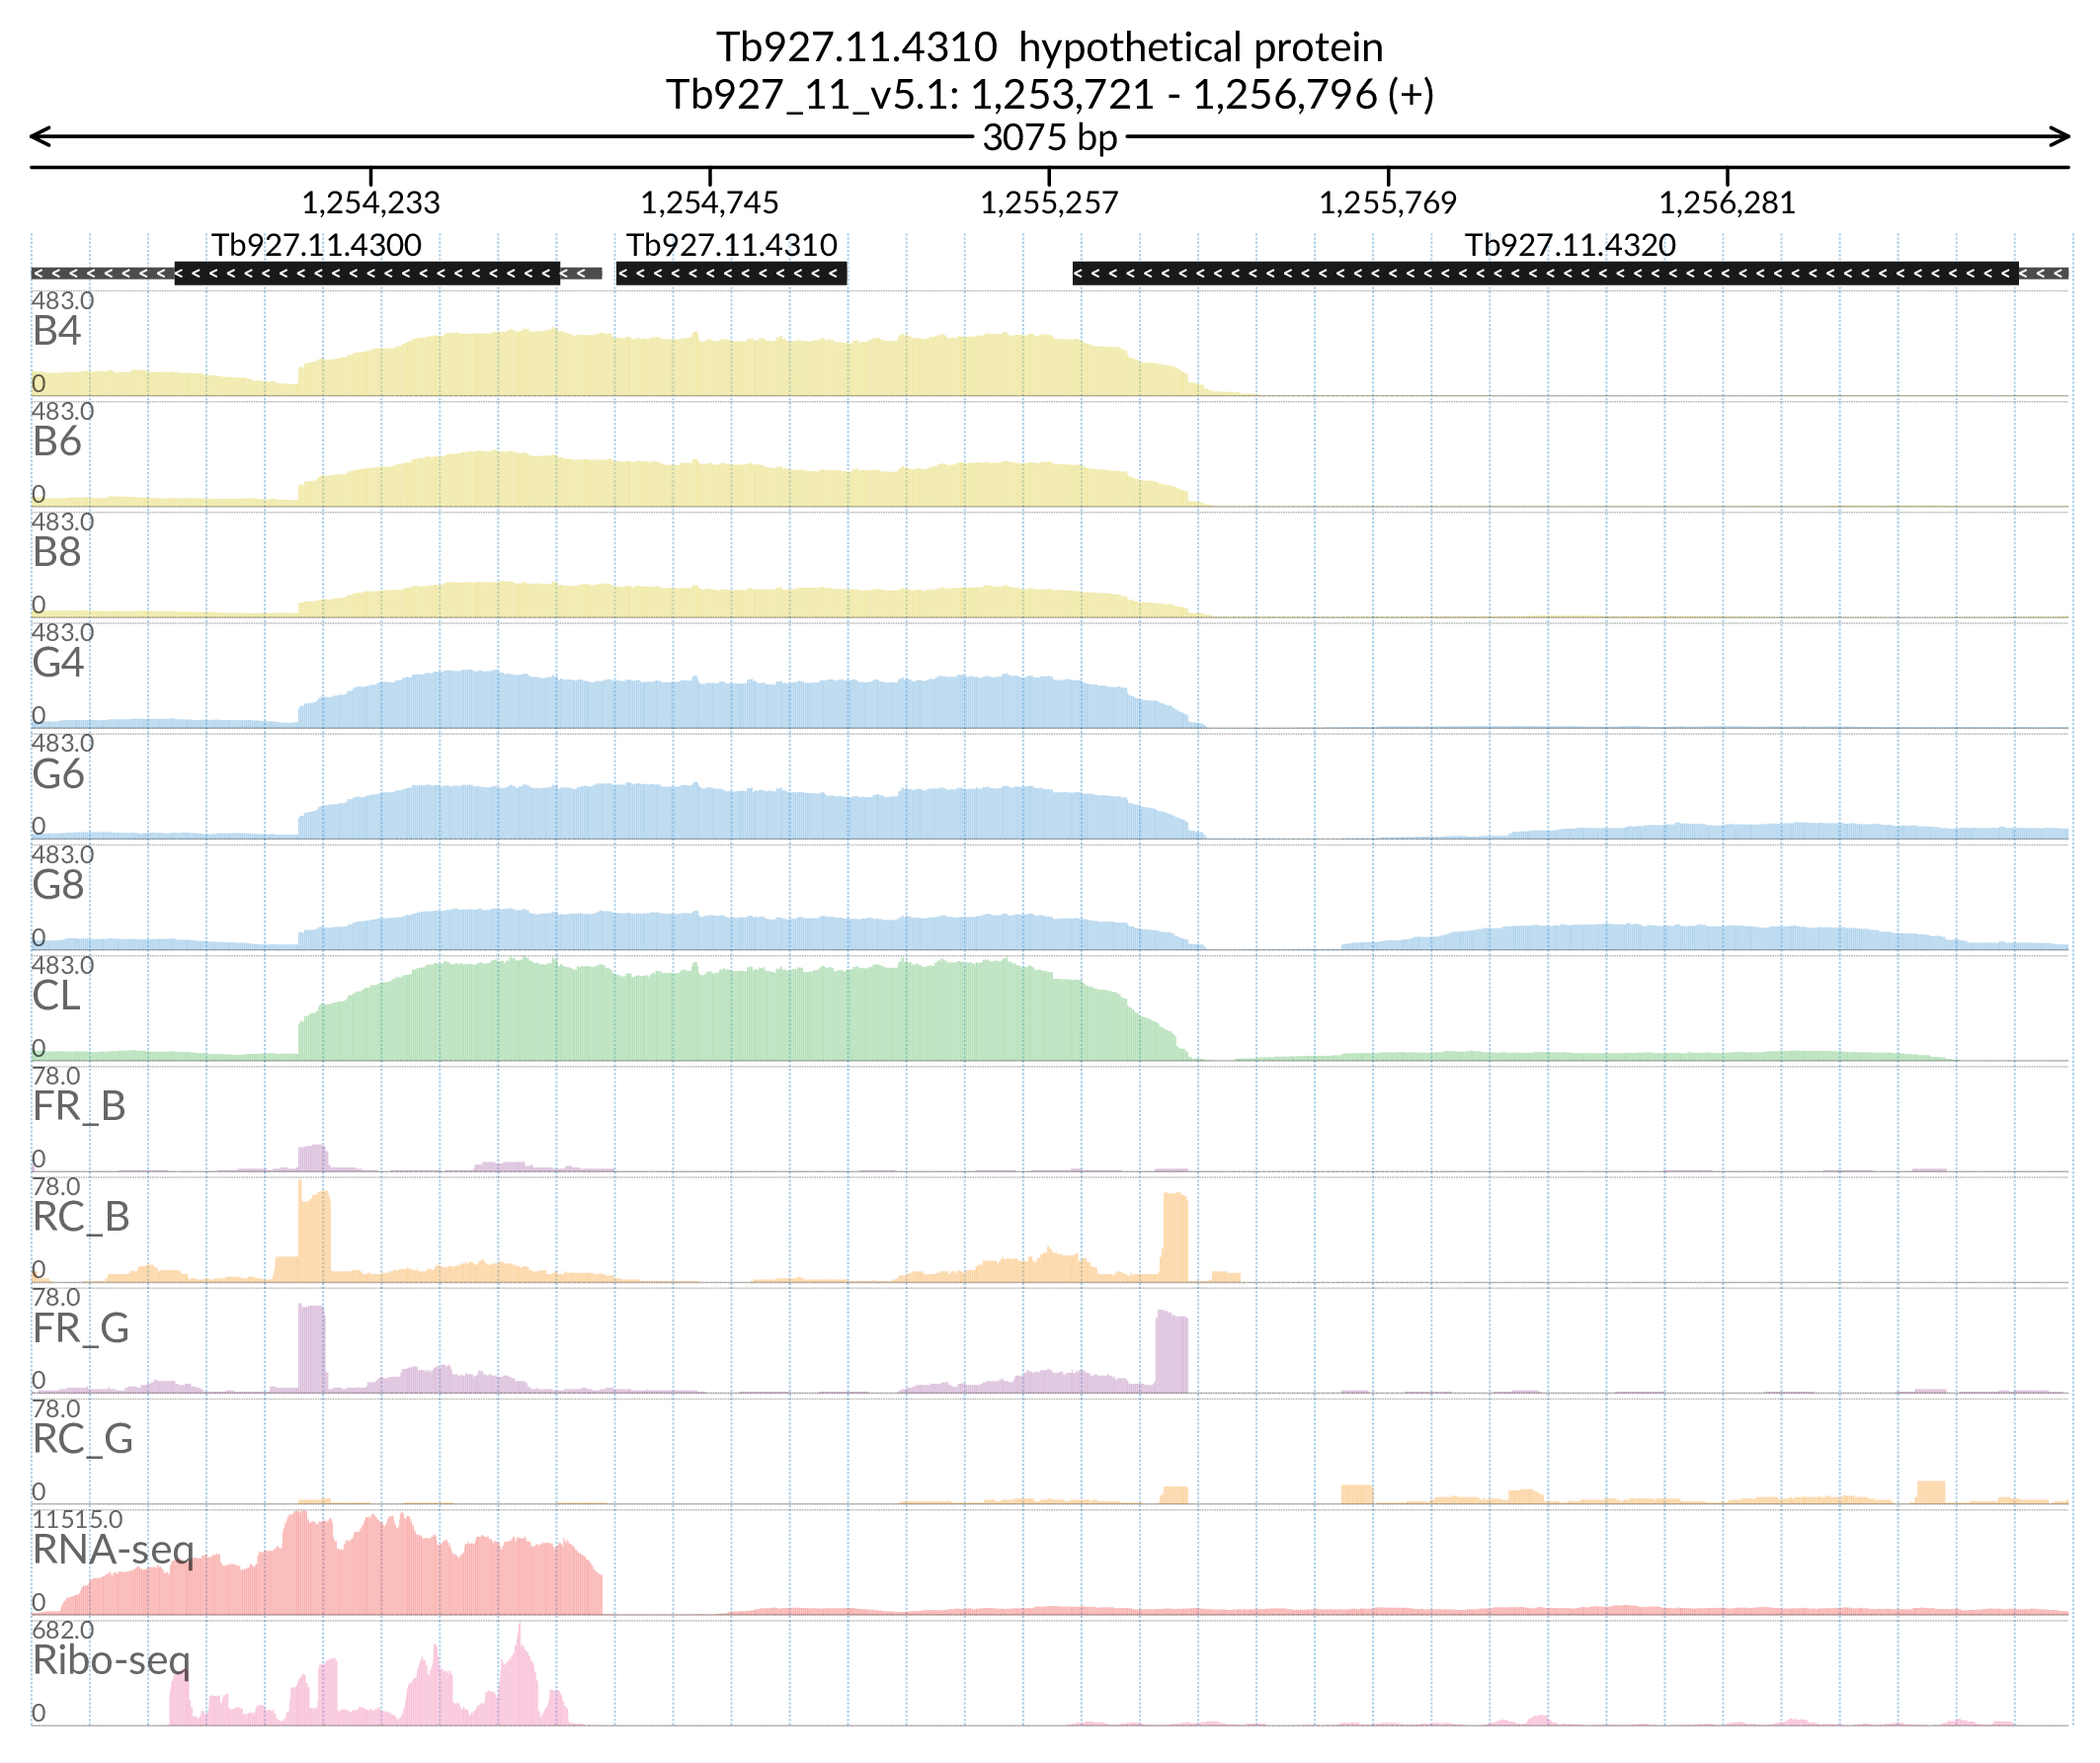 Tb927.11.4310 hypothetical protein
Tb927_11_v5.1: 1,253,721 - 1,256,796 (+)
3075 bp
1,254,233 1,254,745 1,255,257 1,255,769 1,256,281
Tb927.11.4300 Tb927.11.4310 Tb927.11.4320
483.0
B4
0
483.0
B6
0
483.0
B8
0
483.0
G4
0
483.0
G6
0
483.0
G8
0
483.0
CL
0
78.0
FR_B
0
78.0
RC_B
0
78.0
FR_G
0
78.0
RC_G
0
11515.0
RNA-seq
0
682.0
Ribo-seq
0